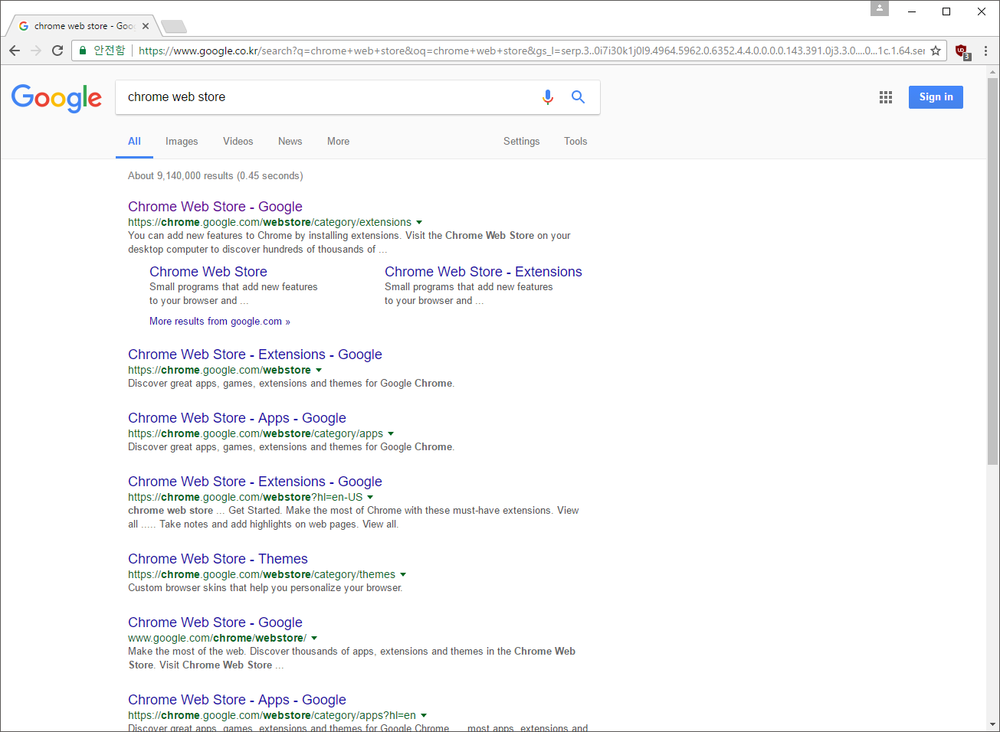 chrome web store - Goo
안전함
https://www.google.co.kr/search?q=chrome+web+store&oq=chrome+web+store&gs_l=serp.3..0i7i30k1j0l9.4964.5962.0.6352.4.4.0.0.0.0.143.391.0j3.3.0....0...1c.1.64.ser
3
Google
chrome web store
Sign in
All Images Videos News More Settings Tools
About 9,140,000 results (0.45 seconds)
Chrome Web Store - Google
https://chrome.google.com/webstore/category/extensions
You can add new features to Chrome by installing extensions. Visit the Chrome Web Store on your
desktop computer to discover hundreds of thousands of ...
Chrome Web Store
Small programs that add new features
to your browser and ...
Chrome Web Store - Extensions
Small programs that add new features
to your browser and ...
More results from google.com »
Chrome Web Store - Extensions - Google
https://chrome.google.com/webstore
Discover great apps, games, extensions and themes for Google Chrome.
Chrome Web Store - Apps - Google
https://chrome.google.com/webstore/category/apps
Discover great apps, games, extensions and themes for Google Chrome.
Chrome Web Store - Extensions - Google
https://chrome.google.com/webstore?hl=en-US
chrome web store ... Get Started. Make the most of Chrome with these must-have extensions. View
all ..... Take notes and add highlights on web pages. View all.
Chrome Web Store - Themes
https://chrome.google.com/webstore/category/themes
Custom browser skins that help you personalize your browser.
Chrome Web Store - Google
www.google.com/chrome/webstore/
Make the most of the web. Discover thousands of apps, extensions and themes in the Chrome Web
Store. Visit Chrome Web Store ...
Chrome Web Store - Apps - Google
https://chrome.google.com/webstore/category/apps?hl=en
Discover great apps, games, extensions and themes for Google Chrome. ... most apps, extensions and